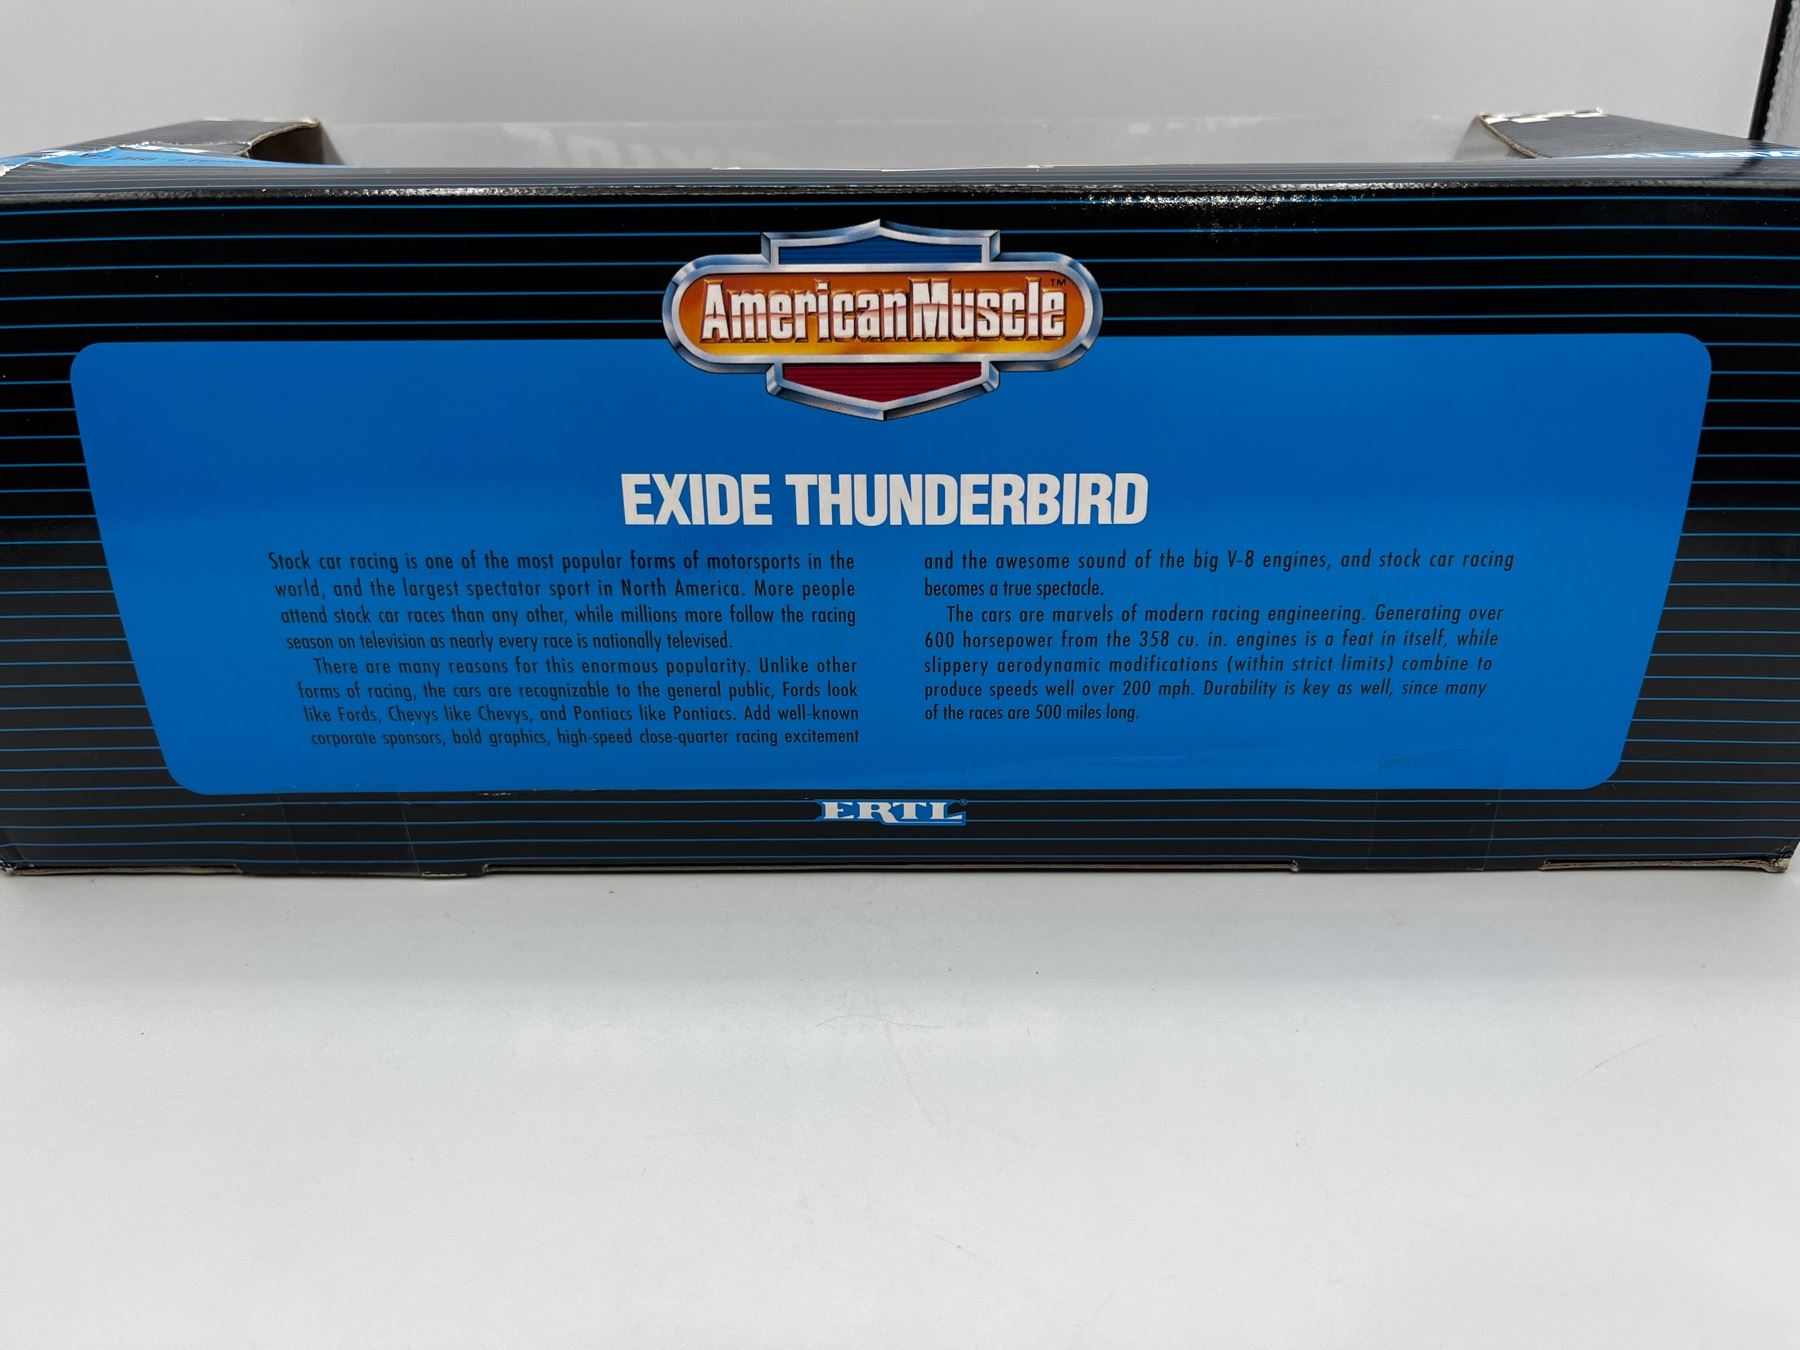 AmericanMuscle™
EXIDE THUNDERBIRD
Stock car racing is one of the most popular forms of motorsports in the
world, and the largest spectator sport in North America. More people
attend stock car races than any other, while millions more follow the racing
season on television as nearly every race is nationally televised.
There are many reasons for this enormous popularity. Unlike other
forms of racing, the cars are recognizable to the general public, Fords look
like Fords, Chevys like Chevys, and Pontiacs like Pontiacs. Add well-known
corporate sponsors, bold graphics, high-speed close-quarter racing excitement
and the awesome sound of the big V-8 engines, and stock car racing
becomes a true spectacle.
The cars are marvels of modern racing engineering. Generating over
600 horsepower from the 358 cu. in. engines is a feat in itself, while
slippery aerodynamic modifications (within strict limits) combine to
produce speeds well over 200 mph. Durability is key as well, since many
of the races are 500 miles long.
ERTL®